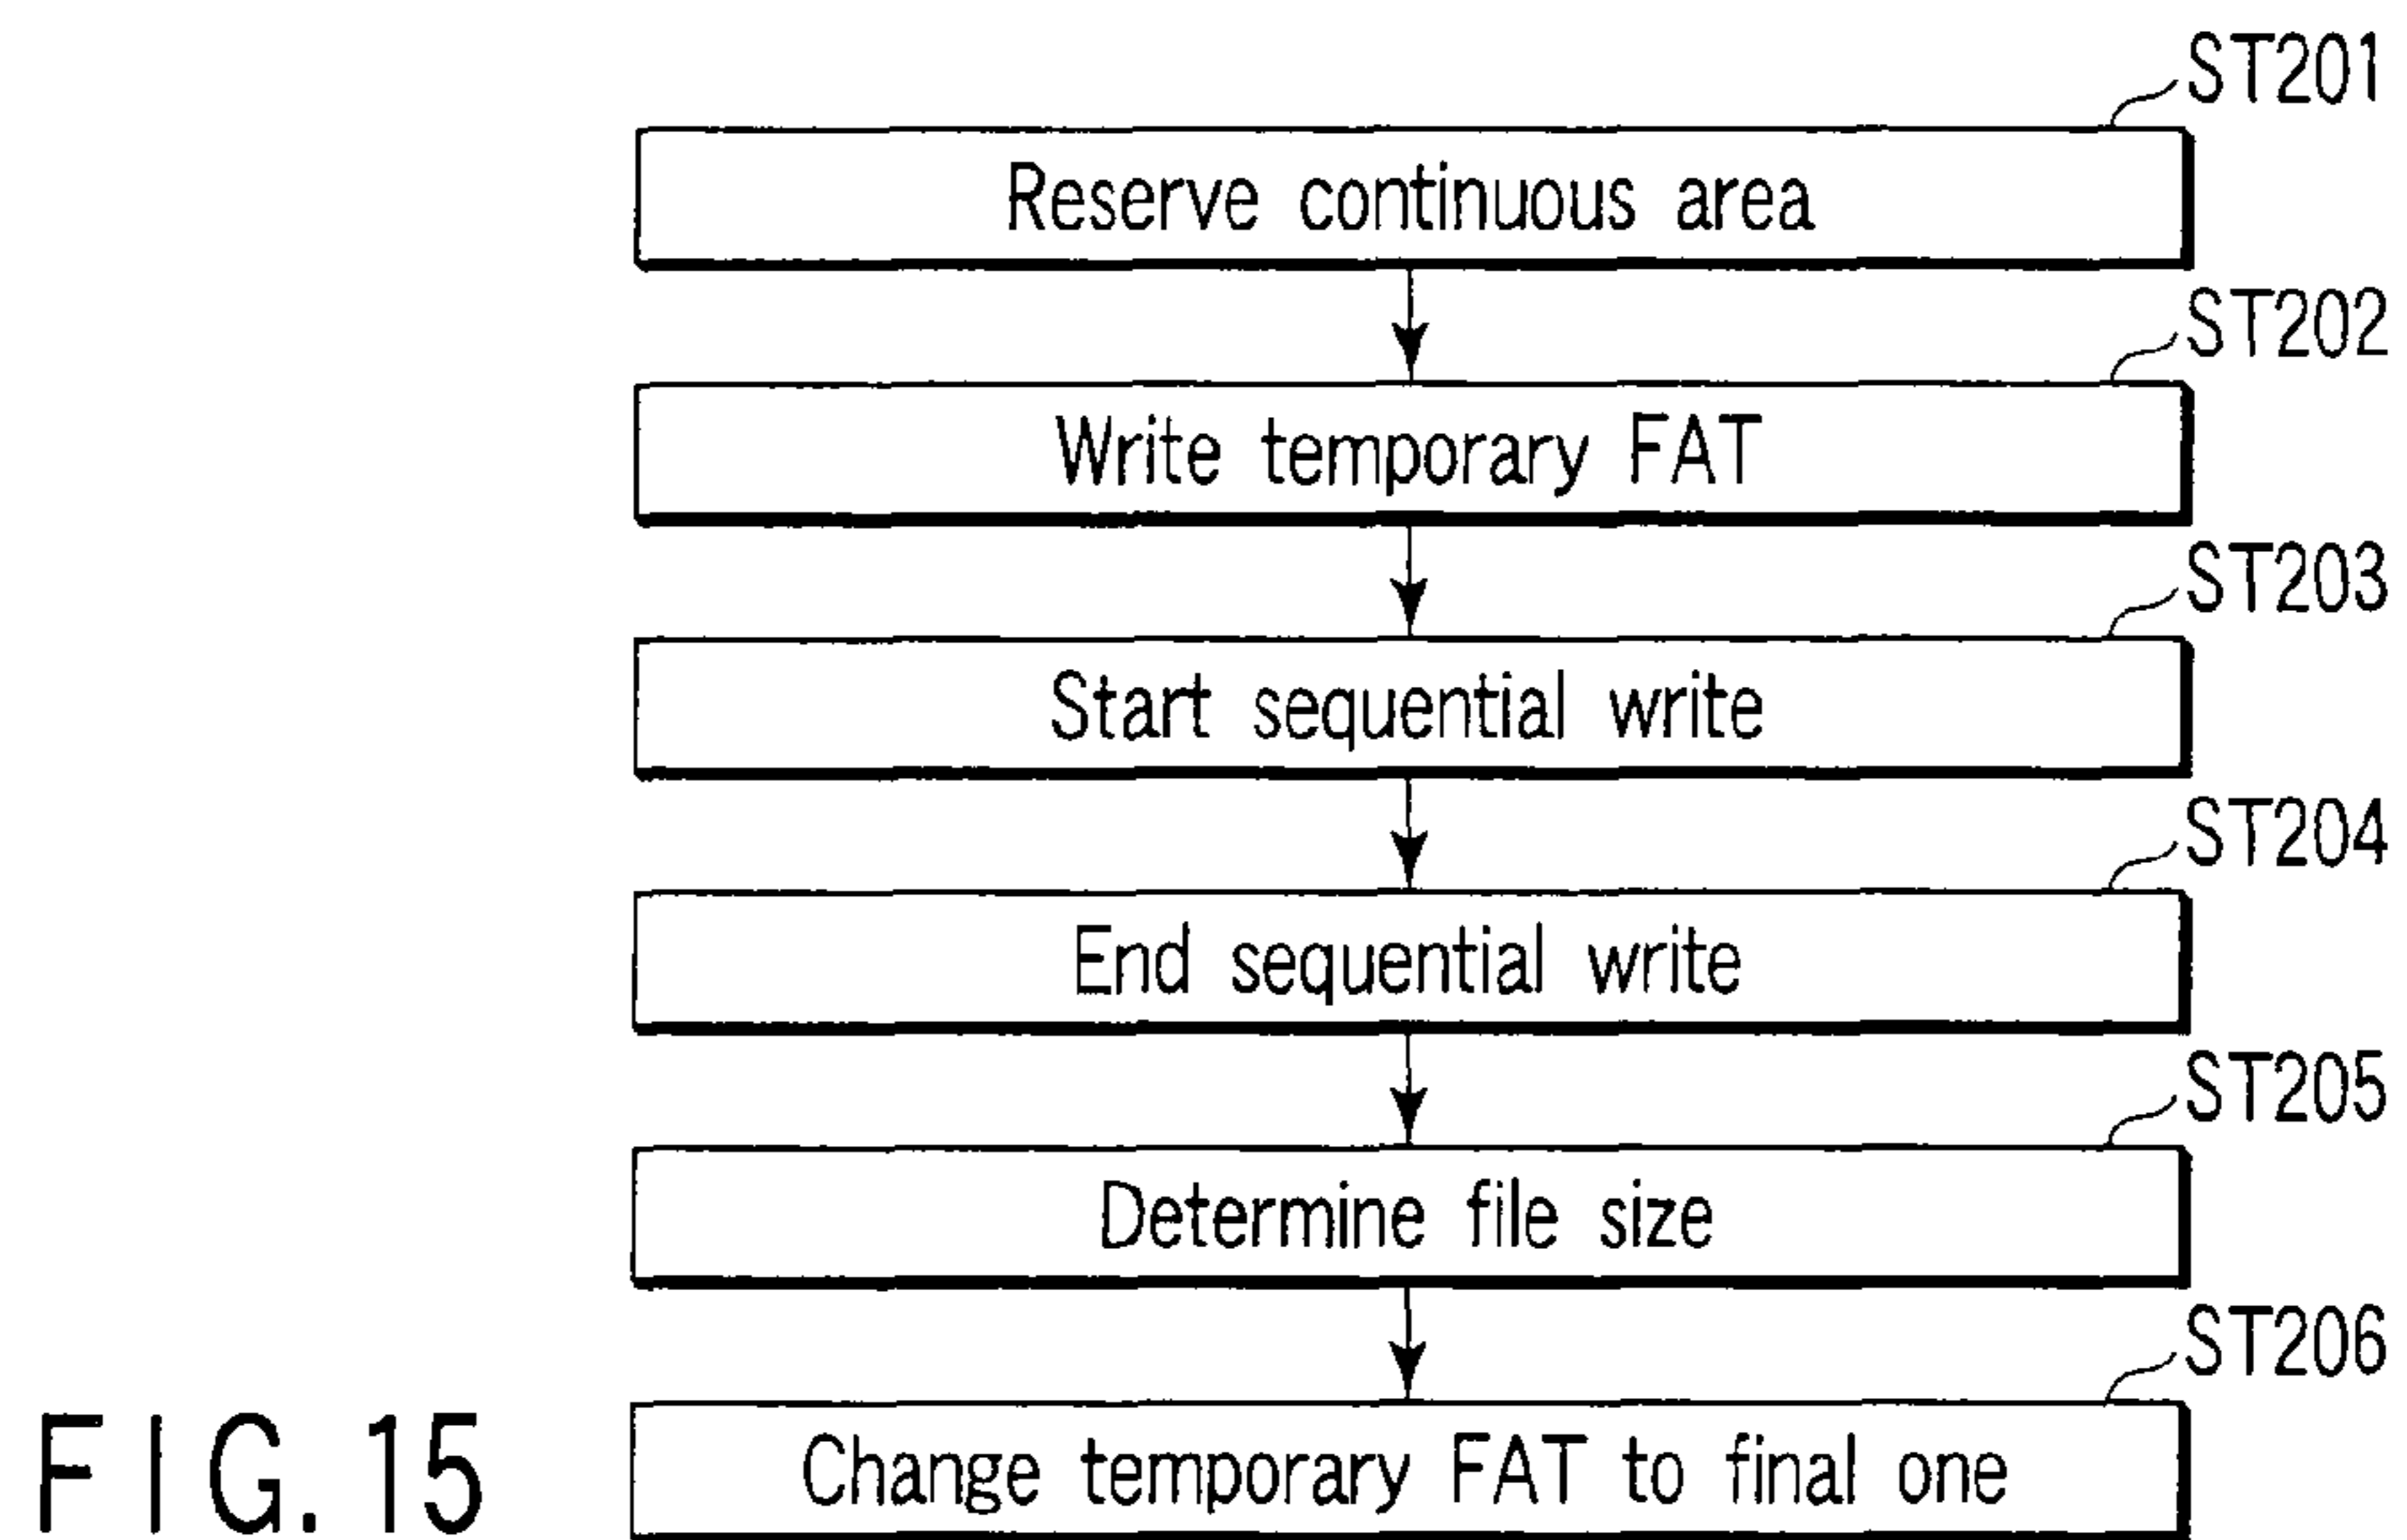 ST201
Reserve continuous area
ST202
Write temporary FAT
ST203
Start sequential write
ST204
End sequential write
ST205
Determine file size
ST206
Change temporary FAT to final one
FIG. 15